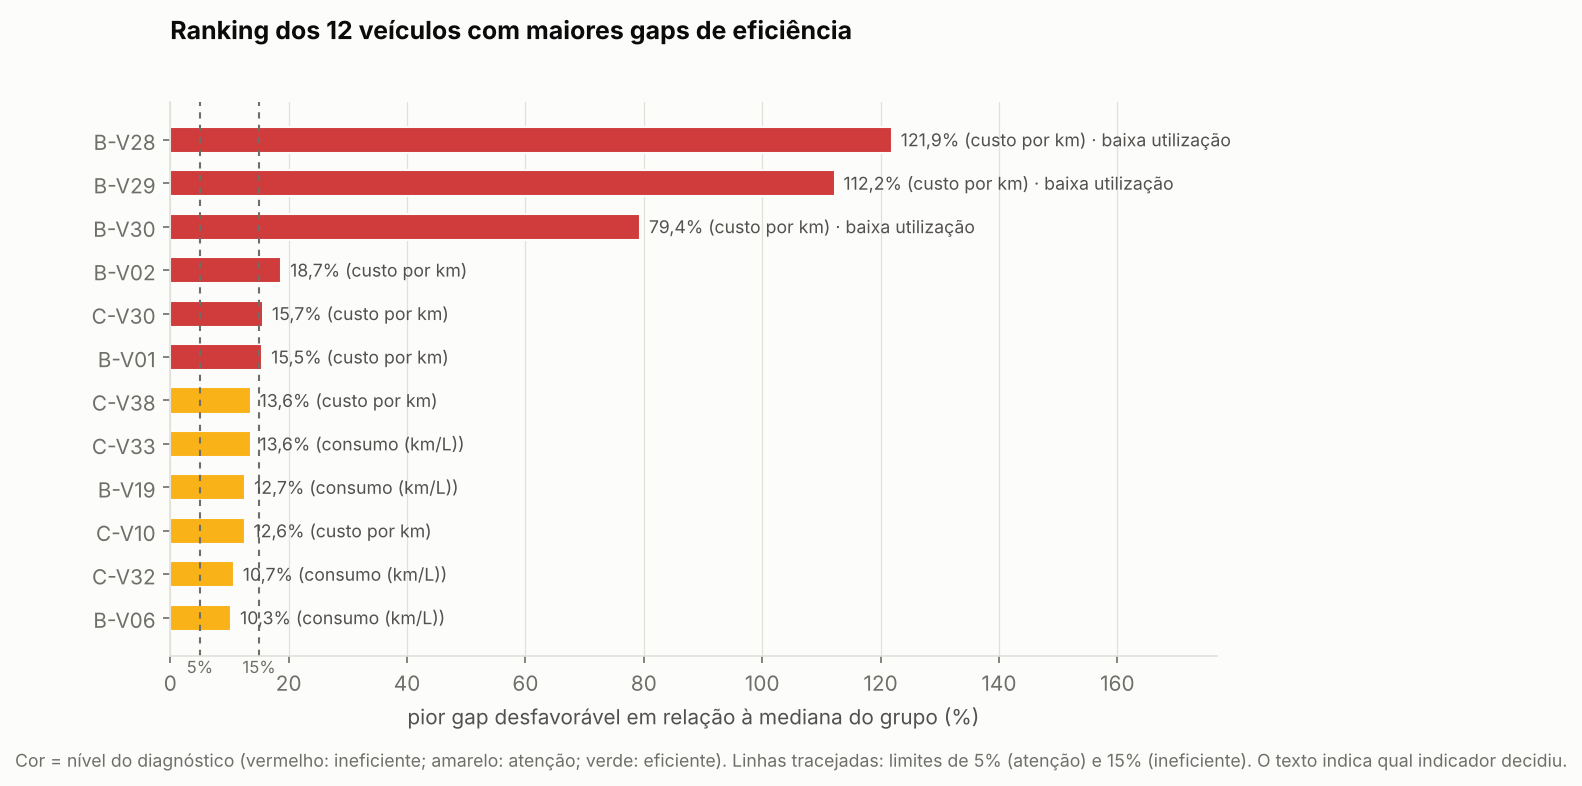 Ranking dos 12 veículos com maiores gaps de eficiência
B-V28 121,9% (custo por km) · baixa utilização
B-V29 112,2% (custo por km) · baixa utilização
B-V30 79,4% (custo por km) · baixa utilização
B-V02 18,7% (custo por km)
C-V30 15,7% (custo por km)
B-V01 15,5% (custo por km)
C-V38 13,6% (custo por km)
C-V33 13,6% (consumo (km/L))
B-V19 12,7% (consumo (km/L))
C-V10 12,6% (custo por km)
C-V32 10,7% (consumo (km/L))
B-V06 10,3% (consumo (km/L))
5% 15%
0 20 40 60 80 100 120 140 160
pior gap desfavorável em relação à mediana do grupo (%)
Cor = nível do diagnóstico (vermelho: ineficiente; amarelo: atenção; verde: eficiente). Linhas tracejadas: limites de 5% (atenção) e 15% (ineficiente). O texto indica qual indicador decidiu.